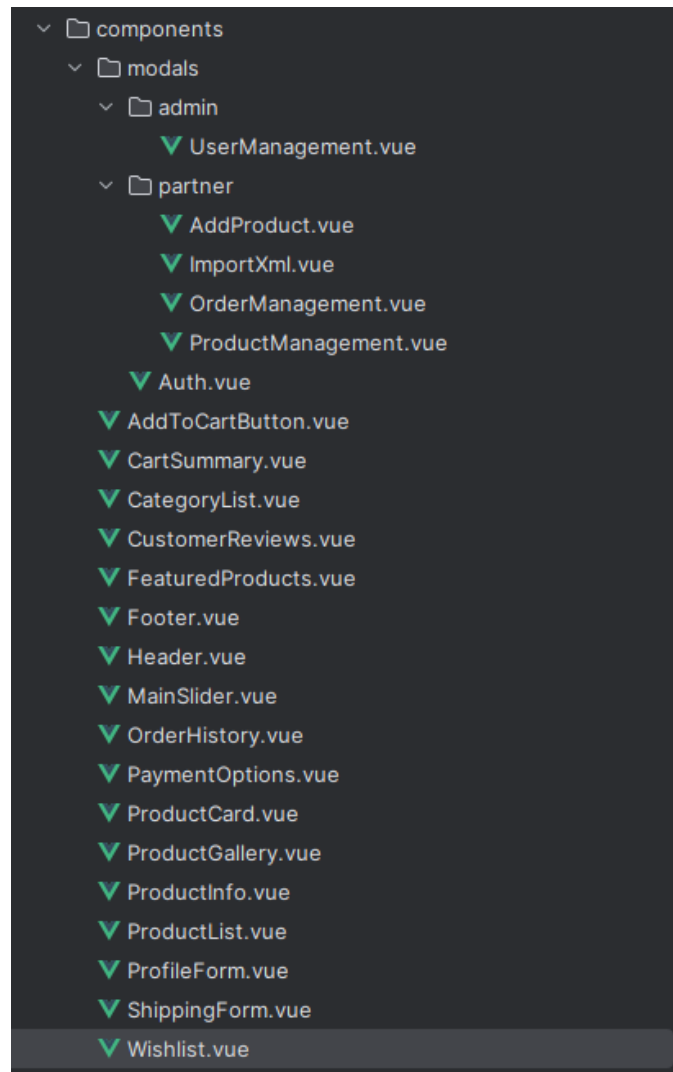 components
modals
admin
UserManagement.vue
partner
AddProduct.vue
ImportXml.vue
OrderManagement.vue
ProductManagement.vue
Auth.vue
AddToCartButton.vue
CartSummary.vue
CategoryList.vue
CustomerReviews.vue
FeaturedProducts.vue
Footer.vue
Header.vue
MainSlider.vue
OrderHistory.vue
PaymentOptions.vue
ProductCard.vue
ProductGallery.vue
ProductInfo.vue
ProductList.vue
ProfileForm.vue
ShippingForm.vue
Wishlist.vue